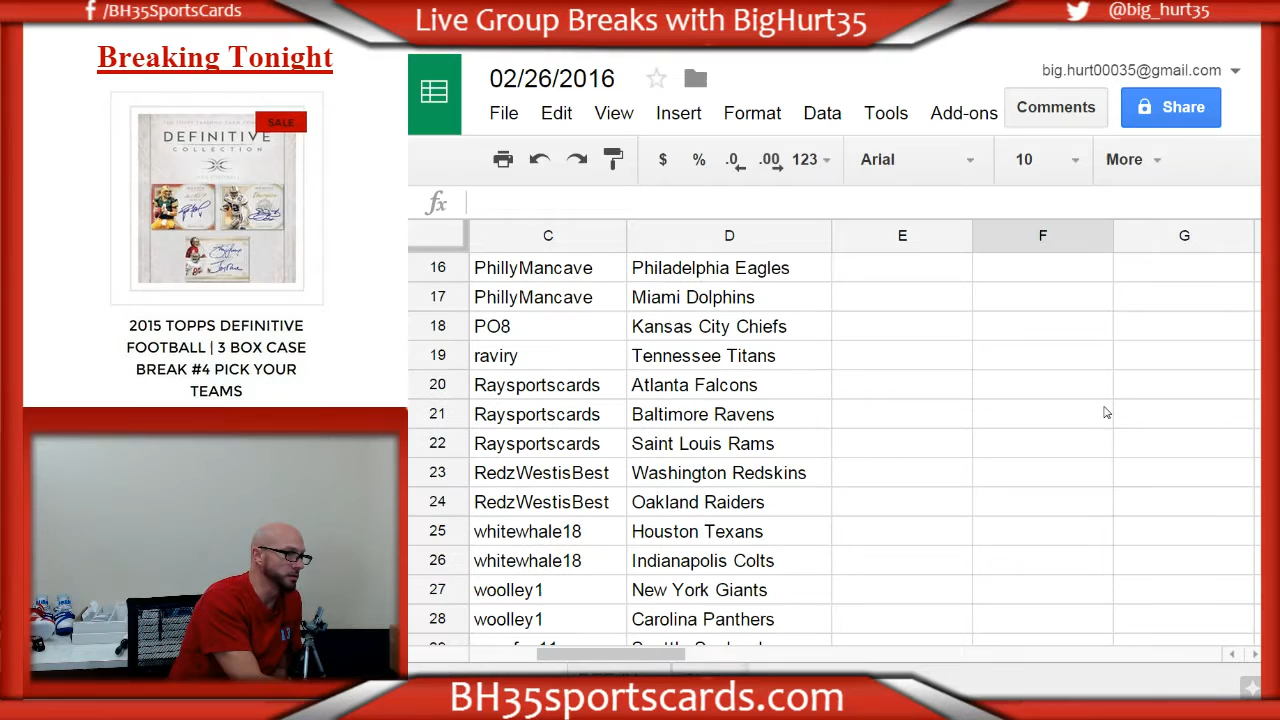 /BH35SportsCards
Live Group Breaks with BigHurt35
@big_hurt35
Breaking Tonight
SALE
DEFINITIVE
COLLECTION
2015 TOPPS DEFINITIVE
FOOTBALL | 3 BOX CASE
BREAK #4 PICK YOUR
TEAMS
02/26/2016
big.hurt00035@gmail.com
File Edit View Insert Format Data Tools Add-ons
Comments
Share
$ % .0 .00 123 Arial 10 More
fx
C D E F G
16 PhillyMancave Philadelphia Eagles
17 PhillyMancave Miami Dolphins
18 PO8 Kansas City Chiefs
19 raviry Tennessee Titans
20 Raysportscards Atlanta Falcons
21 Raysportscards Baltimore Ravens
22 Raysportscards Saint Louis Rams
23 RedzWestisBest Washington Redskins
24 RedzWestisBest Oakland Raiders
25 whitewhale18 Houston Texans
26 whitewhale18 Indianapolis Colts
27 woolley1 New York Giants
28 woolley1 Carolina Panthers
BH35sportscards.com